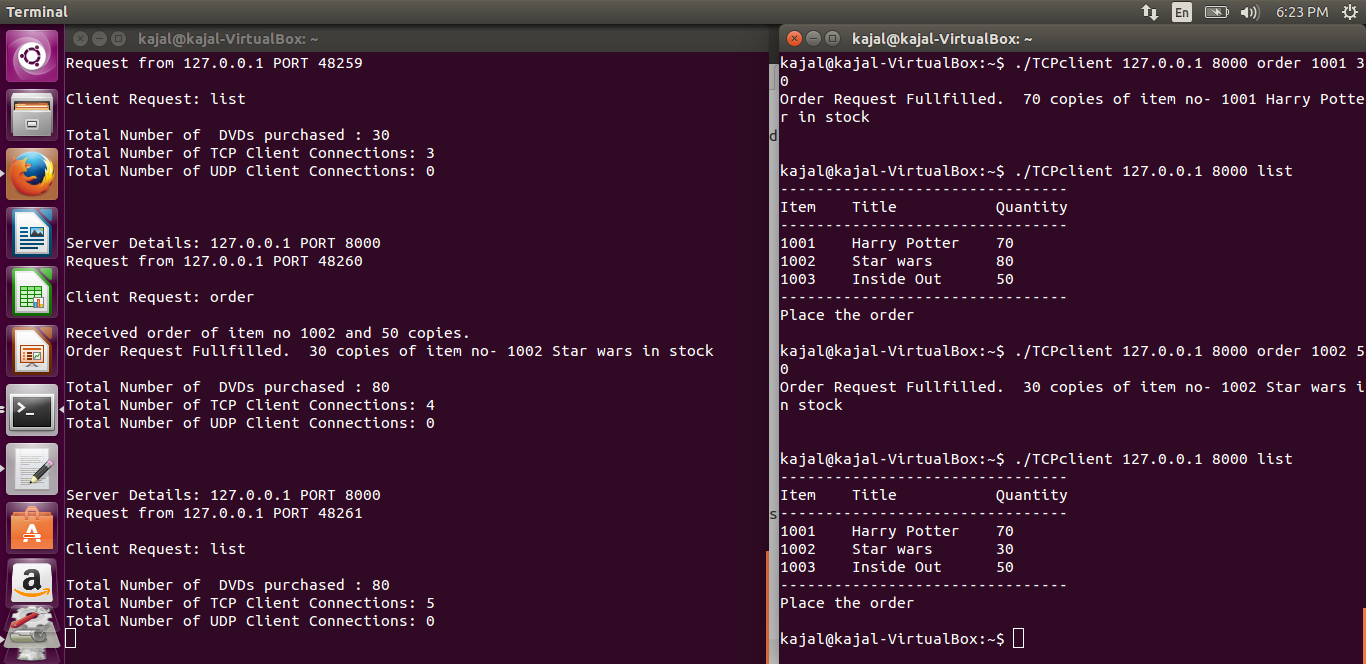 Terminal
En
6:23 PM
kajal@kajal-VirtualBox: ~
Request from 127.0.0.1 PORT 48259
Client Request: list
Total Number of  DVDs purchased : 30
Total Number of TCP Client Connections: 3
Total Number of UDP Client Connections: 0
Server Details: 127.0.0.1 PORT 8000
Request from 127.0.0.1 PORT 48260
Client Request: order
Received order of item no 1002 and 50 copies.
Order Request Fullfilled.  30 copies of item no- 1002 Star wars in stock
Total Number of  DVDs purchased : 80
Total Number of TCP Client Connections: 4
Total Number of UDP Client Connections: 0
Server Details: 127.0.0.1 PORT 8000
Request from 127.0.0.1 PORT 48261
Client Request: list
Total Number of  DVDs purchased : 80
Total Number of TCP Client Connections: 5
Total Number of UDP Client Connections: 0
d
s
kajal@kajal-VirtualBox: ~
kajal@kajal-VirtualBox:~$ ./TCPclient 127.0.0.1 8000 order 1001 3
0
Order Request Fullfilled.  70 copies of item no- 1001 Harry Potte
r in stock
kajal@kajal-VirtualBox:~$ ./TCPclient 127.0.0.1 8000 list
--------------------------------
Item    Title           Quantity
--------------------------------
1001    Harry Potter    70
1002    Star wars       80
1003    Inside Out      50
--------------------------------
Place the order
kajal@kajal-VirtualBox:~$ ./TCPclient 127.0.0.1 8000 order 1002 5
0
Order Request Fullfilled.  30 copies of item no- 1002 Star wars i
n stock
kajal@kajal-VirtualBox:~$ ./TCPclient 127.0.0.1 8000 list
--------------------------------
Item    Title           Quantity
--------------------------------
1001    Harry Potter    70
1002    Star wars       30
1003    Inside Out      50
--------------------------------
Place the order
kajal@kajal-VirtualBox:~$